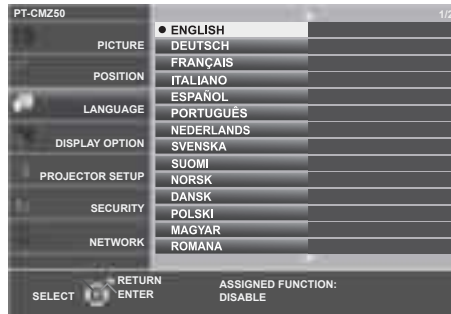 PT-CMZ50
1/2
PICTURE
POSITION
LANGUAGE
DISPLAY OPTION
PROJECTOR SETUP
SECURITY
NETWORK
ENGLISH
DEUTSCH
FRANÇAIS
ITALIANO
ESPAÑOL
PORTUGUÊS
NEDERLANDS
SVENSKA
SUOMI
NORSK
DANSK
POLSKI
MAGYAR
ROMANA
SELECT
RETURN
ENTER
ASSIGNED FUNCTION:
DISABLE